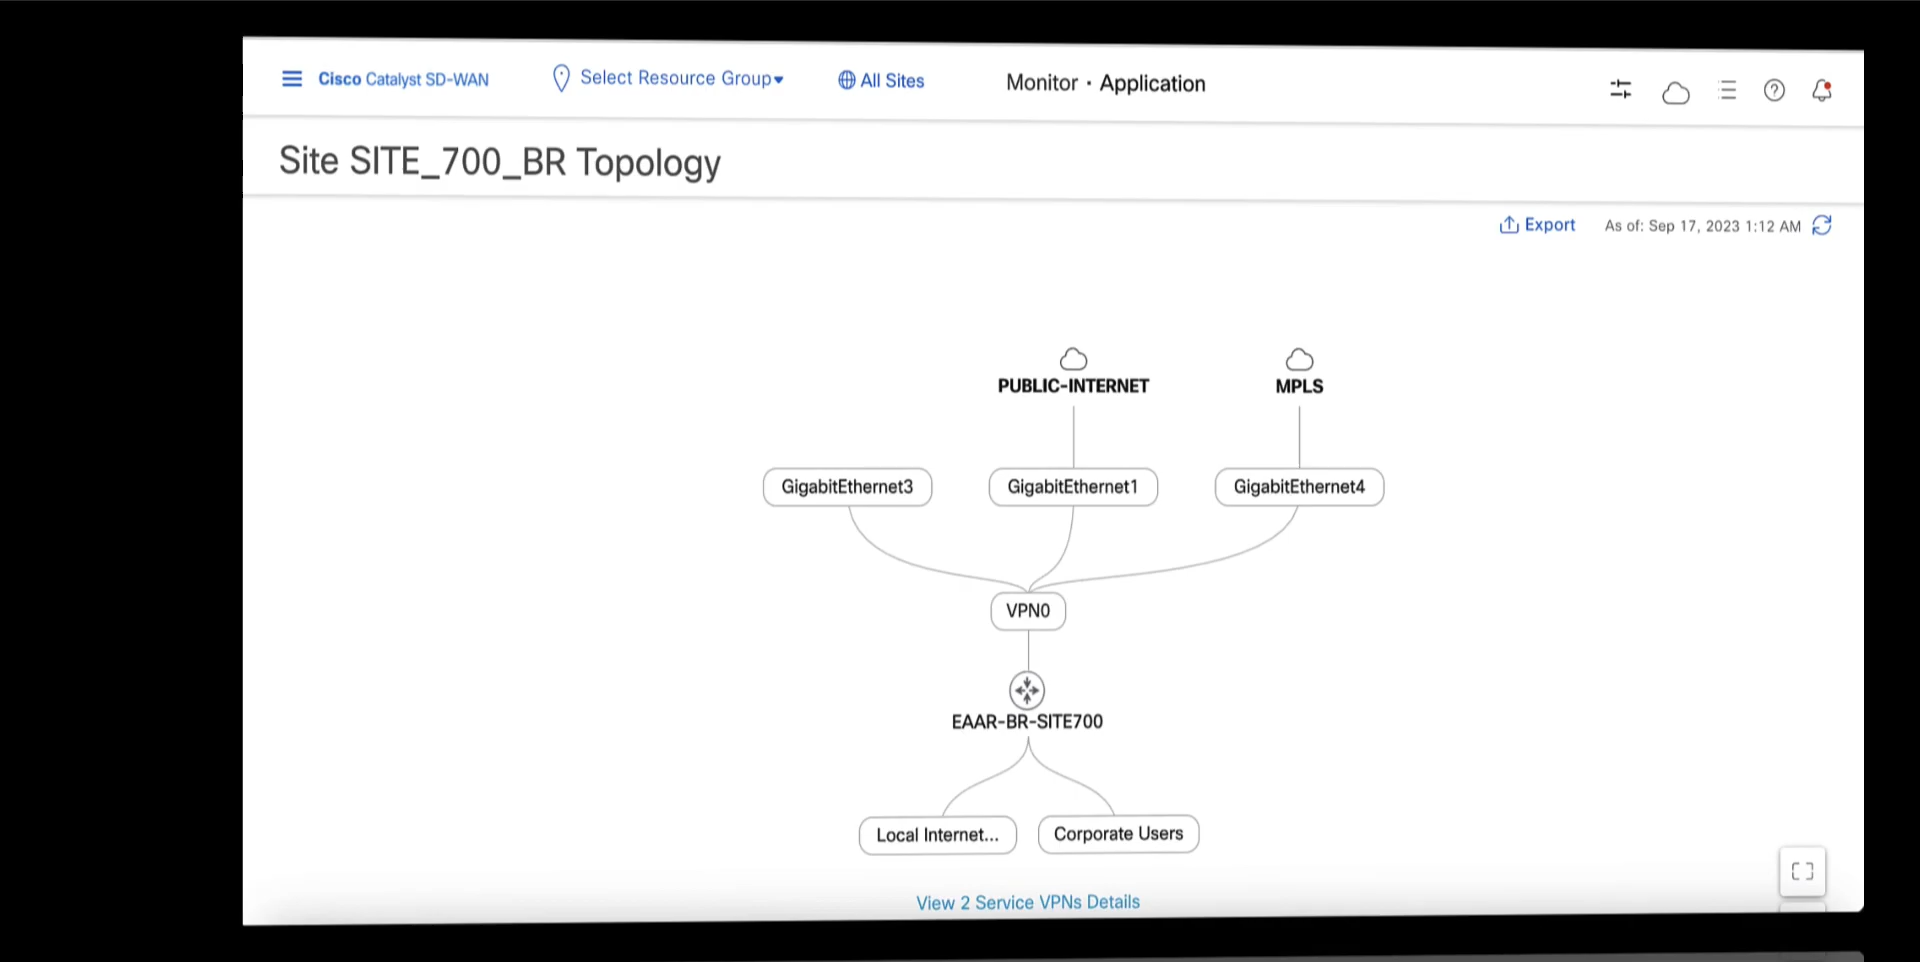 Cisco Catalyst SD-WAN
Select Resource Group
All Sites
Monitor · Application
Site SITE_700_BR Topology
Export
As of: Sep 17, 2023 1:12 AM
PUBLIC-INTERNET
MPLS
GigabitEthernet3
GigabitEthernet1
GigabitEthernet4
VPN0
EAAR-BR-SITE700
Local Internet...
Corporate Users
View 2 Service VPNs Details